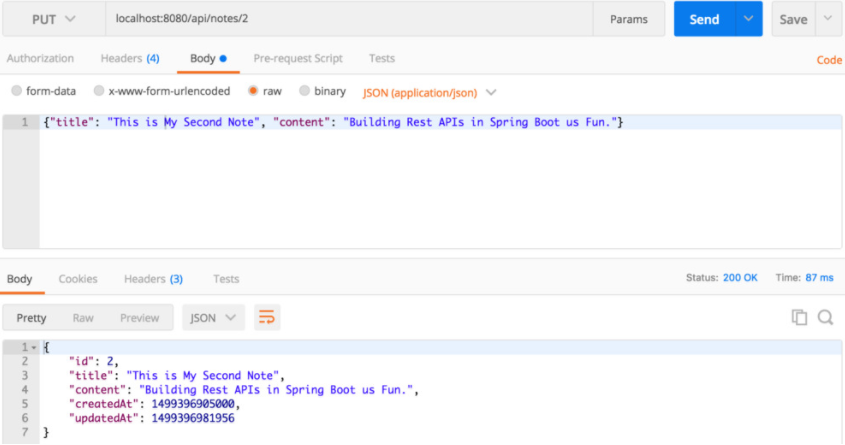 PUT localhost:8080/api/notes/2 Params Send Save
Authorization Headers (4) Body Pre-request Script Tests Code
form-data x-www-form-urlencoded raw binary JSON (application/json)
1 {"title": "This is My Second Note", "content": "Building Rest APIs in Spring Boot us Fun."}
Body Cookies Headers (3) Tests Status: 200 OK Time: 87 ms
Pretty Raw Preview JSON
1 {
2 "id": 2,
3 "title": "This is My Second Note",
4 "content": "Building Rest APIs in Spring Boot us Fun.",
5 "createdAt": 1499396905000,
6 "updatedAt": 1499396981956
7 }